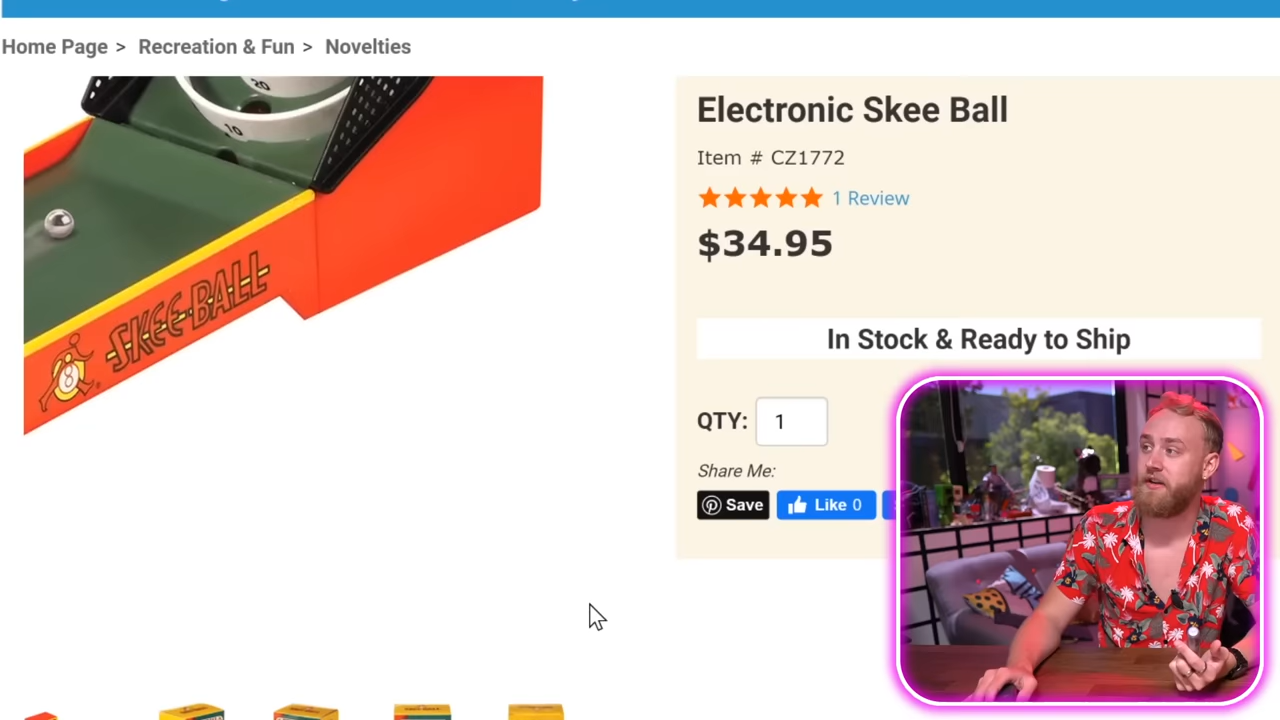 Home Page > Recreation & Fun > Novelties
20
10
SKEE-BALL
8
Electronic Skee Ball
Item # CZ1772
1 Review
$34.95
In Stock & Ready to Ship
QTY: 1
Share Me:
Save
Like 0